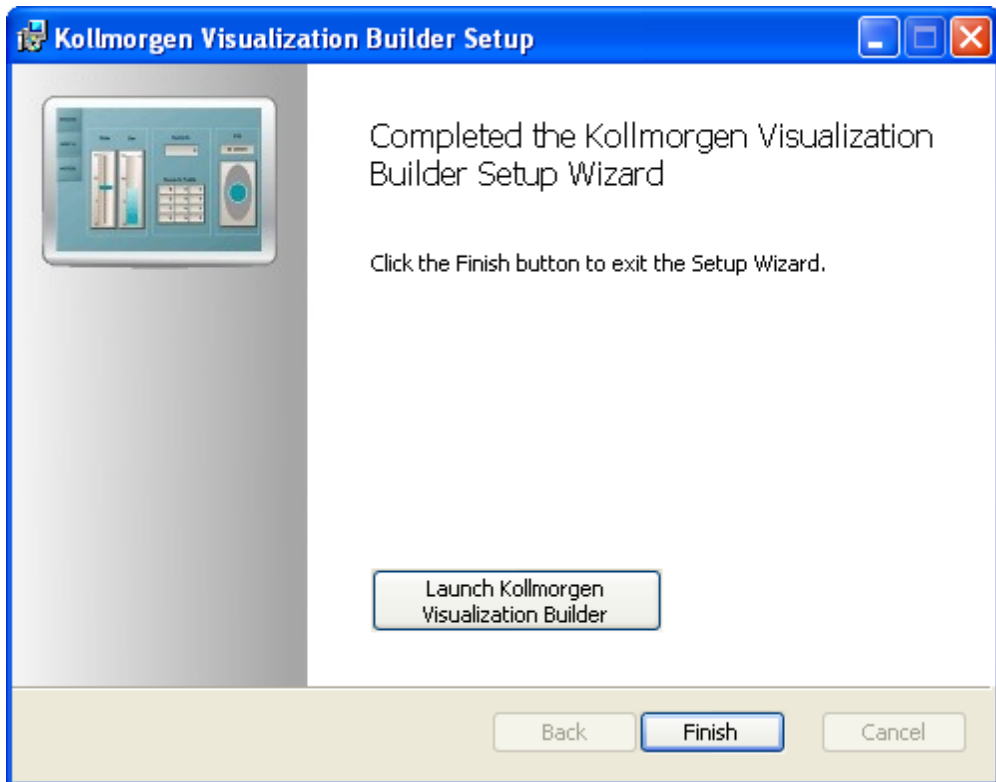 Kollmorgen Visualization Builder Setup
Completed the Kollmorgen Visualization
Builder Setup Wizard
Click the Finish button to exit the Setup Wizard.
Launch Kollmorgen
Visualization Builder
Back
Finish
Cancel